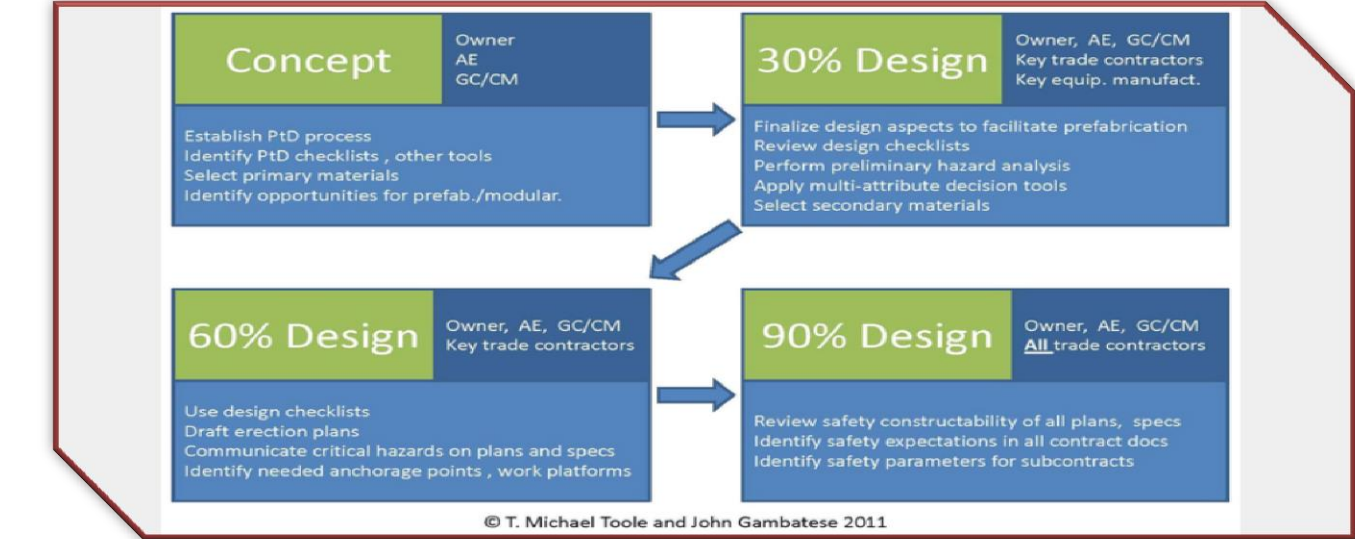 Concept
Owner
AE
GC/CM
Establish PtD process
Identify PtD checklists , other tools
Select primary materials
Identify opportunities for prefab./modular.
30% Design
Owner, AE, GC/CM
Key trade contractors
Key equip. manufact.
Finalize design aspects to facilitate prefabrication
Review design checklists
Perform preliminary hazard analysis
Apply multi-attribute decision tools
Select secondary materials
60% Design
Owner, AE, GC/CM
Key trade contractors
Use design checklists
Draft erection plans
Communicate critical hazards on plans and specs
Identify needed anchorage points , work platforms
90% Design
Owner, AE, GC/CM
All trade contractors
Review safety constructability of all plans, specs
Identify safety expectations in all contract docs
Identify safety parameters for subcontracts
© T. Michael Toole and John Gambatese 2011